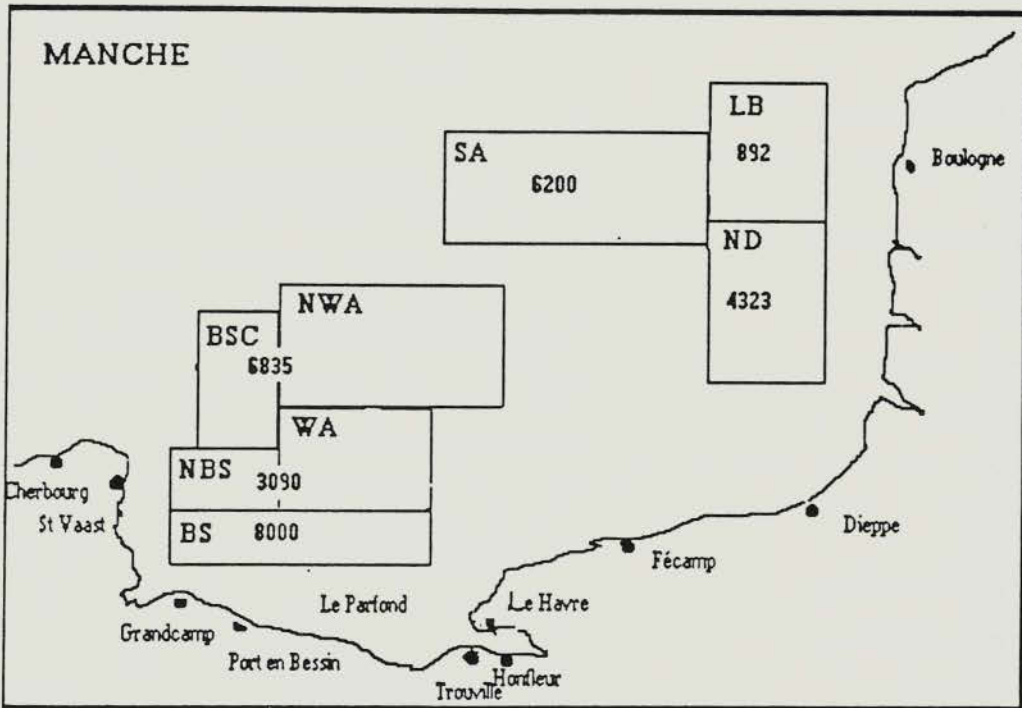 MANCHE
LB
892
SA
6200
Boulogne
ND
4323
NWA
BSC
6835
WA
NBS
3090
Cherbourg
St Vaast
BS
8000
Dieppe
Fécamp
Le Parfond
Le Havre
Grandcamp
Port en Bessin
Trouville
Honfleur